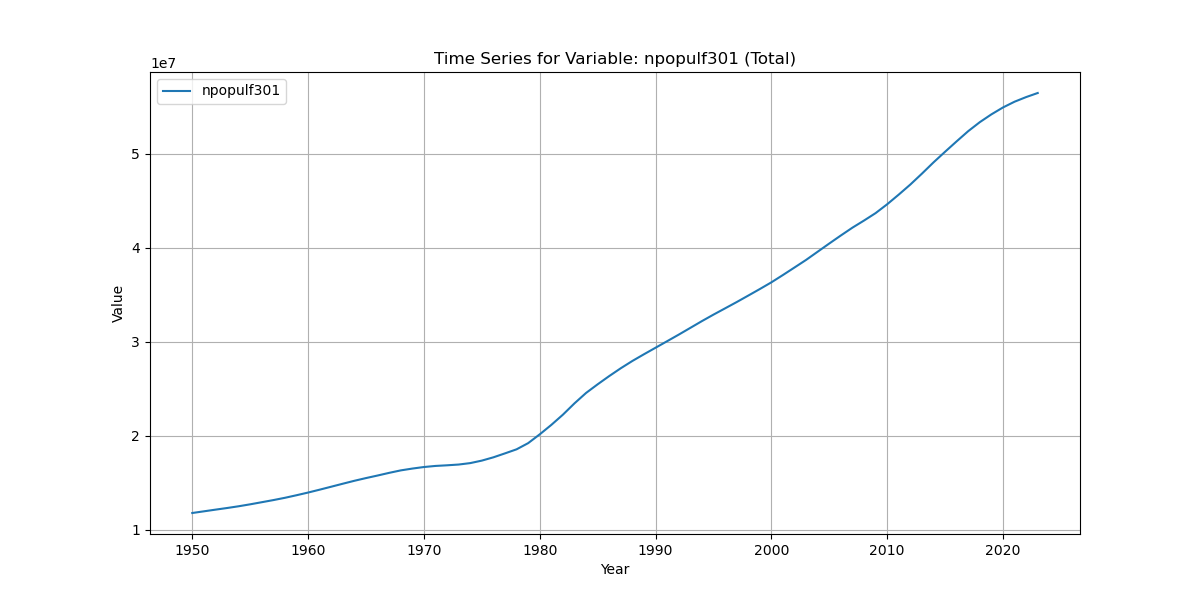 Time Series for Variable: npopulf301 (Total)
1e7
npopulf301
5
4
3
2
1
Value
1950 1960 1970 1980 1990 2000 2010 2020
Year